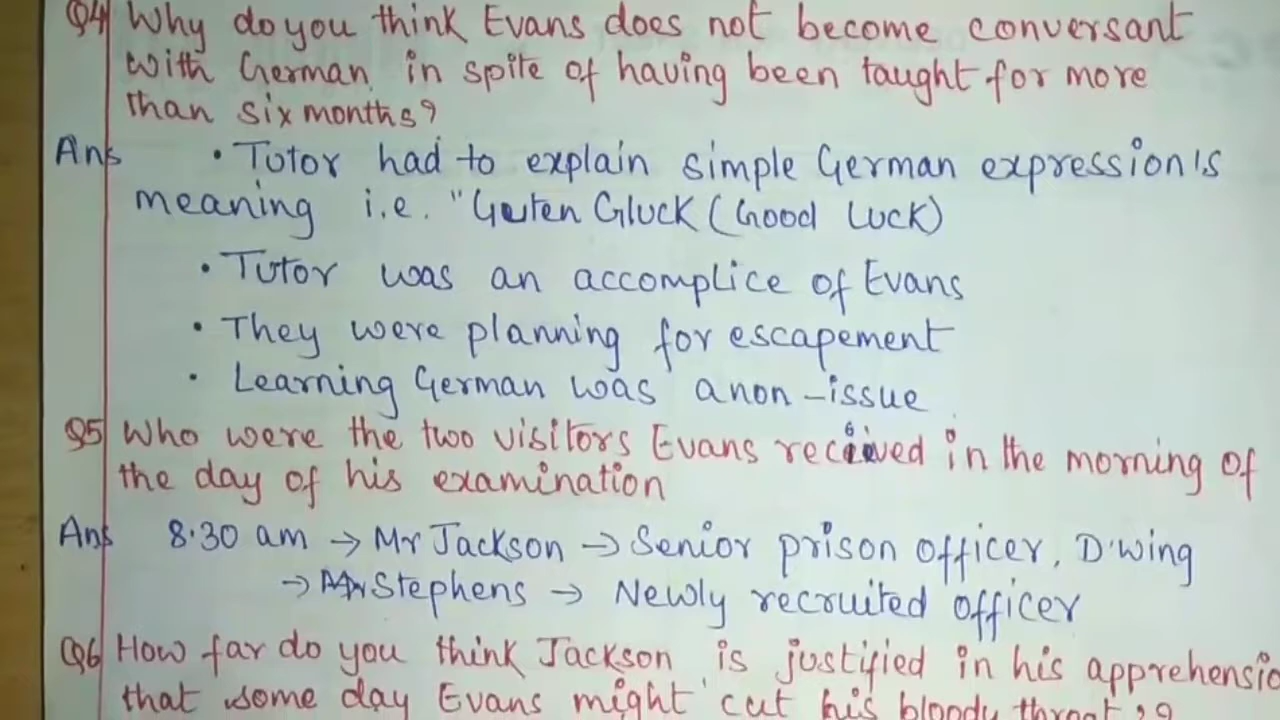 Q4 Why do you think Evans does not become conversant
with German in spite of having been taught for more
than six months?
Ans • Tutor had to explain simple German expression's
meaning i.e. "Guten Gluck (Good Luck)
• Tutor was an accomplice of Evans
• They were planning for escapement
• Learning German was a non-issue
Q5 Who were the two visitors Evans received in the morning of
the day of his examination
Ans 8.30 am → Mr Jackson → Senior prison officer, D'wing
→ Mr Stephens → Newly recruited officer
Q6 How far do you think Jackson is justified in his apprehensio
that some day Evans might cut his bloody throat?